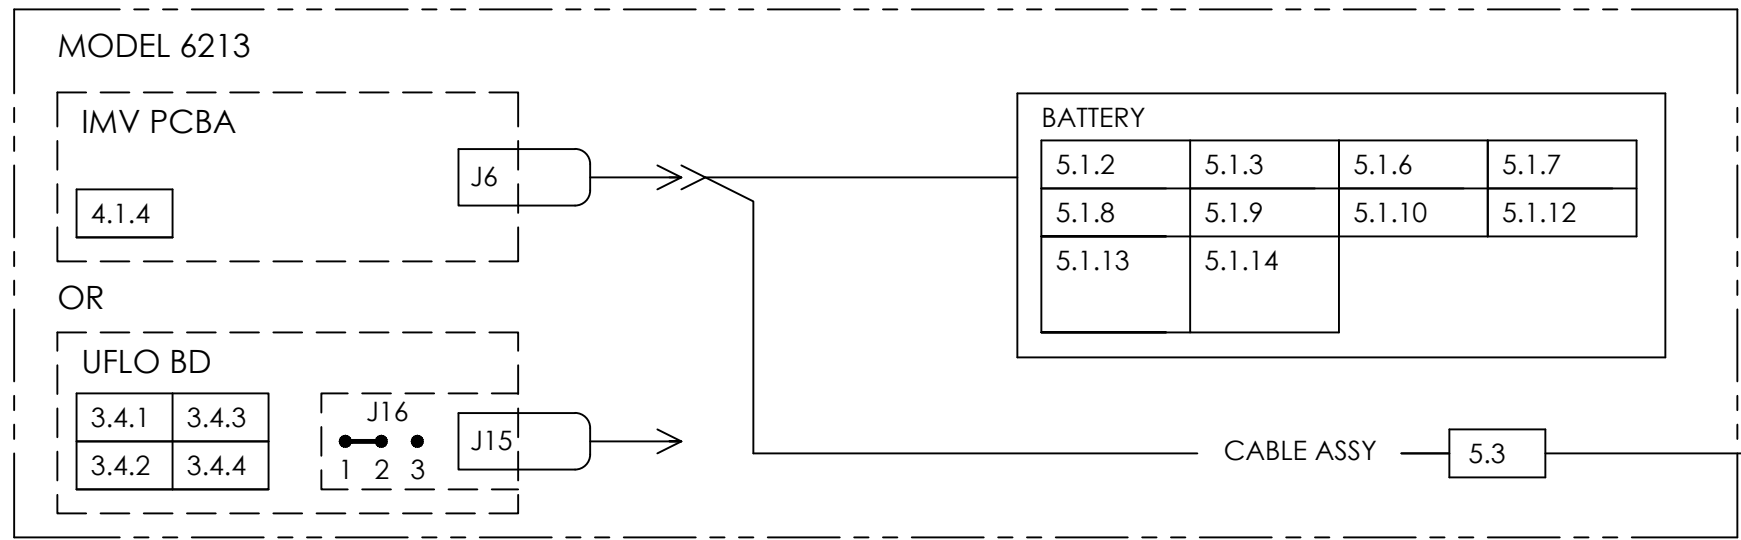 MODEL 6213
IMV PCBA
J6
4.1.4
BATTERY
5.1.2 5.1.3 5.1.6 5.1.7
5.1.8 5.1.9 5.1.10 5.1.12
5.1.13 5.1.14
OR
UFLO BD
3.4.1 3.4.3
3.4.2 3.4.4
J16
1 2 3
J15
CABLE ASSY 5.3